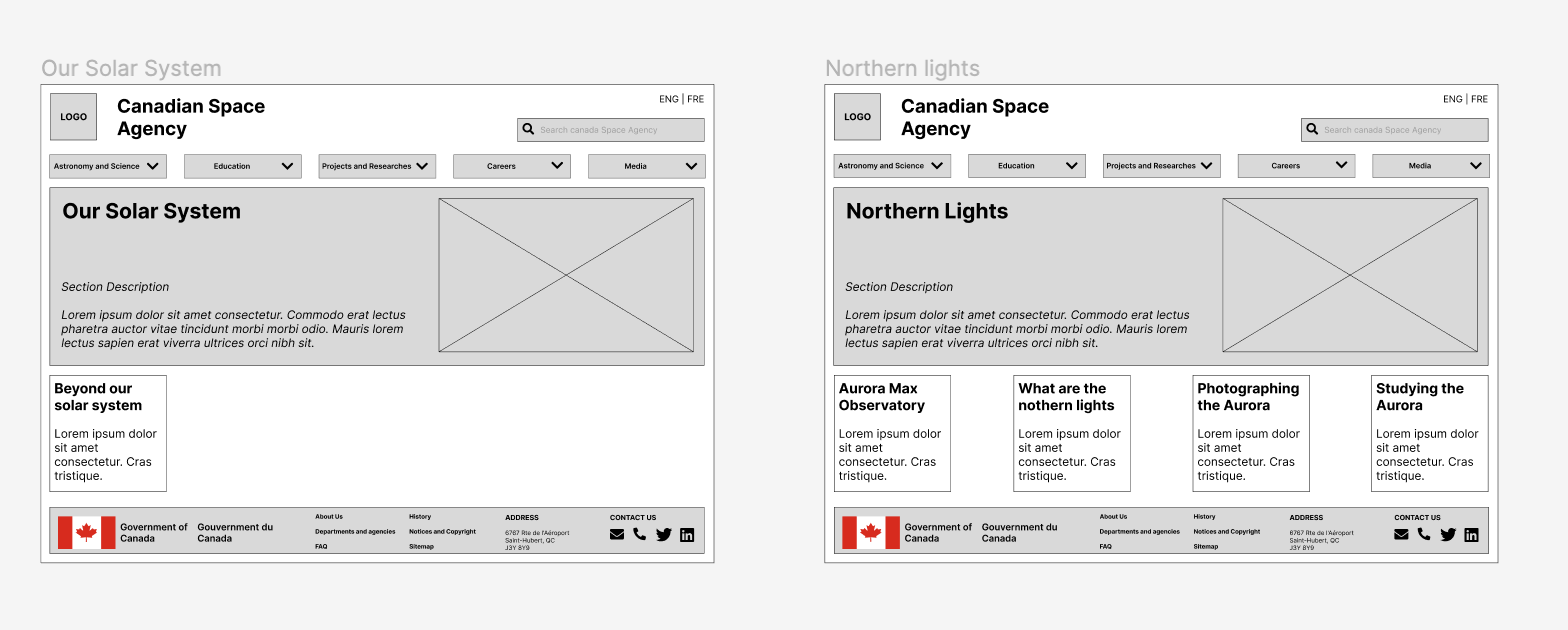 Our Solar System
LOGO
Canadian Space
Agency
ENG | FRE
Search canada Space Agency
Astronomy and Science
Education
Projects and Researches
Careers
Media
Our Solar System
Section Description
Lorem ipsum dolor sit amet consectetur. Commodo erat lectus
pharetra auctor vitae tincidunt morbi morbi odio. Mauris lorem
lectus sapien erat viverra ultrices orci nibh sit.
Beyond our
solar system
Lorem ipsum dolor
sit amet
consectetur. Cras
tristique.
Government of
Canada
Gouvernment du
Canada
About Us
Departments and agencies
FAQ
History
Notices and Copyright
Sitemap
ADDRESS
6767 Rte de l'Aéroport
Saint-Hubert, QC
J3Y 8Y9
CONTACT US
Northern lights
LOGO
Canadian Space
Agency
ENG | FRE
Search canada Space Agency
Astronomy and Science
Education
Projects and Researches
Careers
Media
Northern Lights
Section Description
Lorem ipsum dolor sit amet consectetur. Commodo erat lectus
pharetra auctor vitae tincidunt morbi morbi odio. Mauris lorem
lectus sapien erat viverra ultrices orci nibh sit.
Aurora Max
Observatory
Lorem ipsum dolor
sit amet
consectetur. Cras
tristique.
What are the
nothern lights
Lorem ipsum dolor
sit amet
consectetur. Cras
tristique.
Photographing
the Aurora
Lorem ipsum dolor
sit amet
consectetur. Cras
tristique.
Studying the
Aurora
Lorem ipsum dolor
sit amet
consectetur. Cras
tristique.
Government of
Canada
Gouvernment du
Canada
About Us
Departments and agencies
FAQ
History
Notices and Copyright
Sitemap
ADDRESS
6767 Rte de l'Aéroport
Saint-Hubert, QC
J3Y 8Y9
CONTACT US